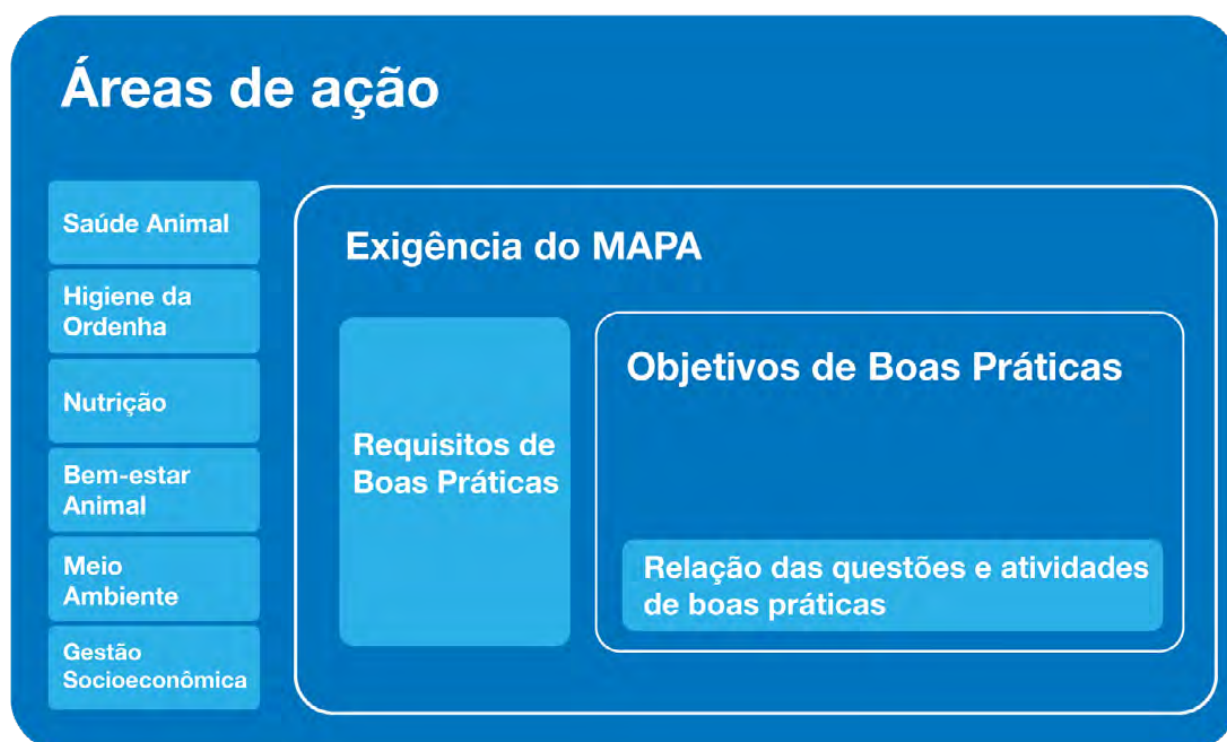 Áreas de ação
Saúde Animal
Higiene da
Ordenha
Nutrição
Bem-estar
Animal
Meio
Ambiente
Gestão
Socioeconômica
Exigência do MAPA
Requisitos de
Boas Práticas
Objetivos de Boas Práticas
Relação das questões e atividades
de boas práticas